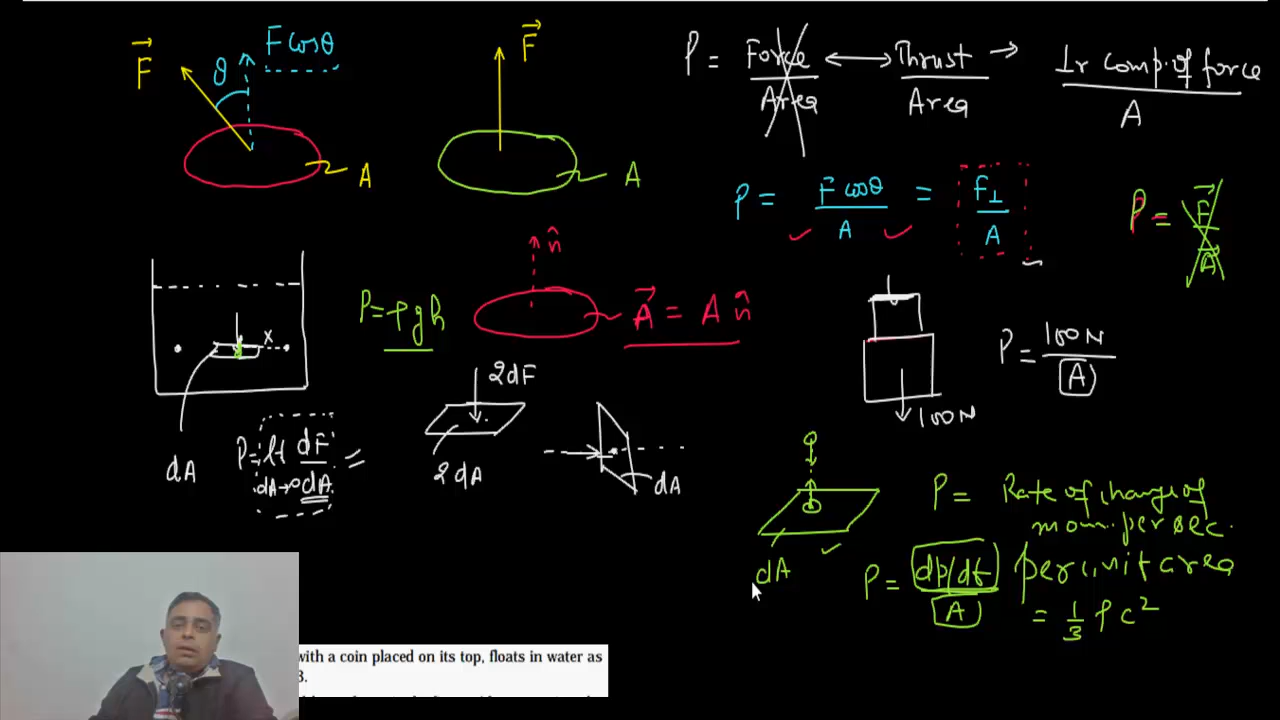 F⃗ θ F cosθ A
F⃗ A
P = Force/Area ⟷ Thrust/Area → ⊥r comp. of force/A
P = F cosθ/A = F⊥/A
P = F⃗/A⃗
n̂
A⃗ = A n̂
P = ρgh
x
dA
P = lt dA→0 dF/dA =
2dF
2dA
dA
P = 100N/A
100N
dA
P = Rate of change of
mom. per sec.
per unit area
P = (dp/dt)/A
= 1/3 ρ c²
with a coin placed on its top, floats in water as
3.